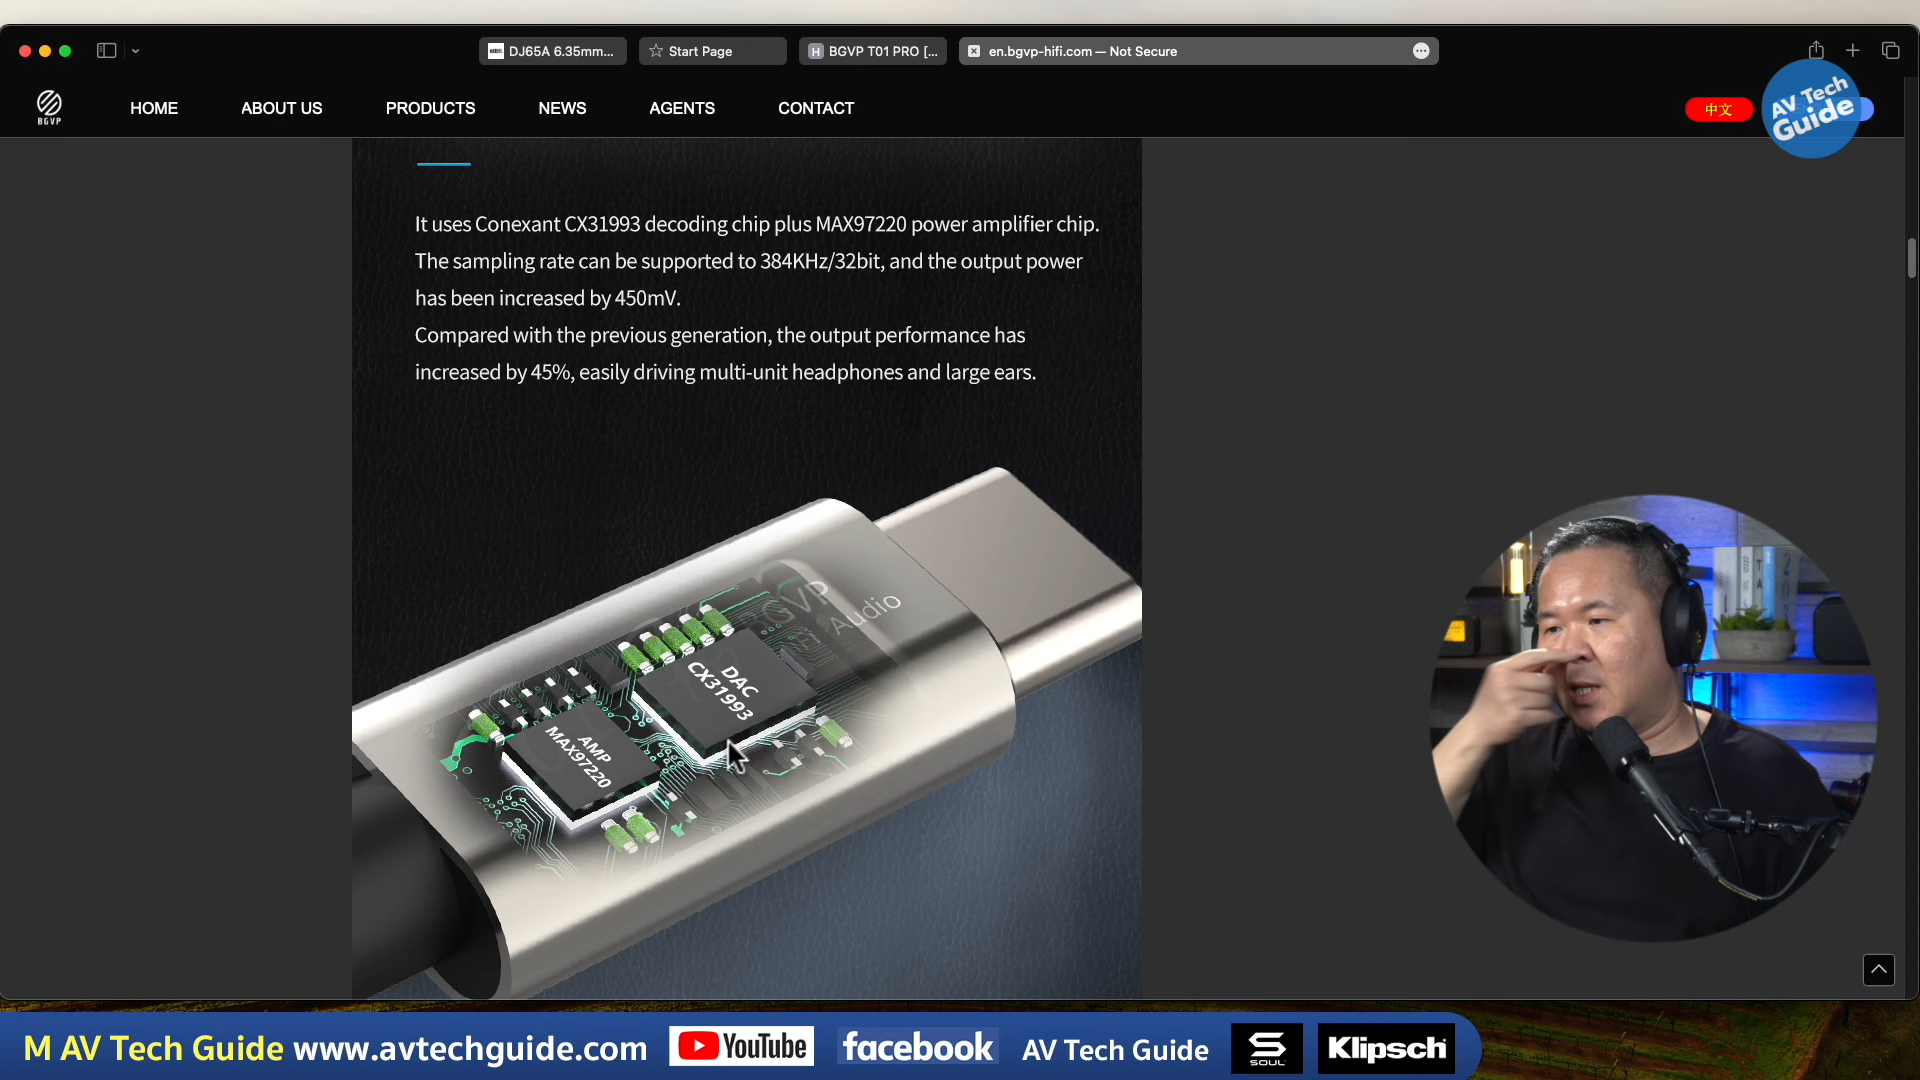 DJ65A 6.35mm...
Start Page
H BGVP T01 PRO [...
en.bgvp-hifi.com — Not Secure
BGVP
HOME
ABOUT US
PRODUCTS
NEWS
AGENTS
CONTACT
中文
AV Tech
Guide
It uses Conexant CX31993 decoding chip plus MAX97220 power amplifier chip.
The sampling rate can be supported to 384KHz/32bit, and the output power
has been increased by 450mV.
Compared with the previous generation, the output performance has
increased by 45%, easily driving multi-unit headphones and large ears.
BGVP
Audio
DAC
CX31993
AMP
MAX97220
M AV Tech Guide www.avtechguide.com
YouTube
facebook
AV Tech Guide
SOUL
Klipsch